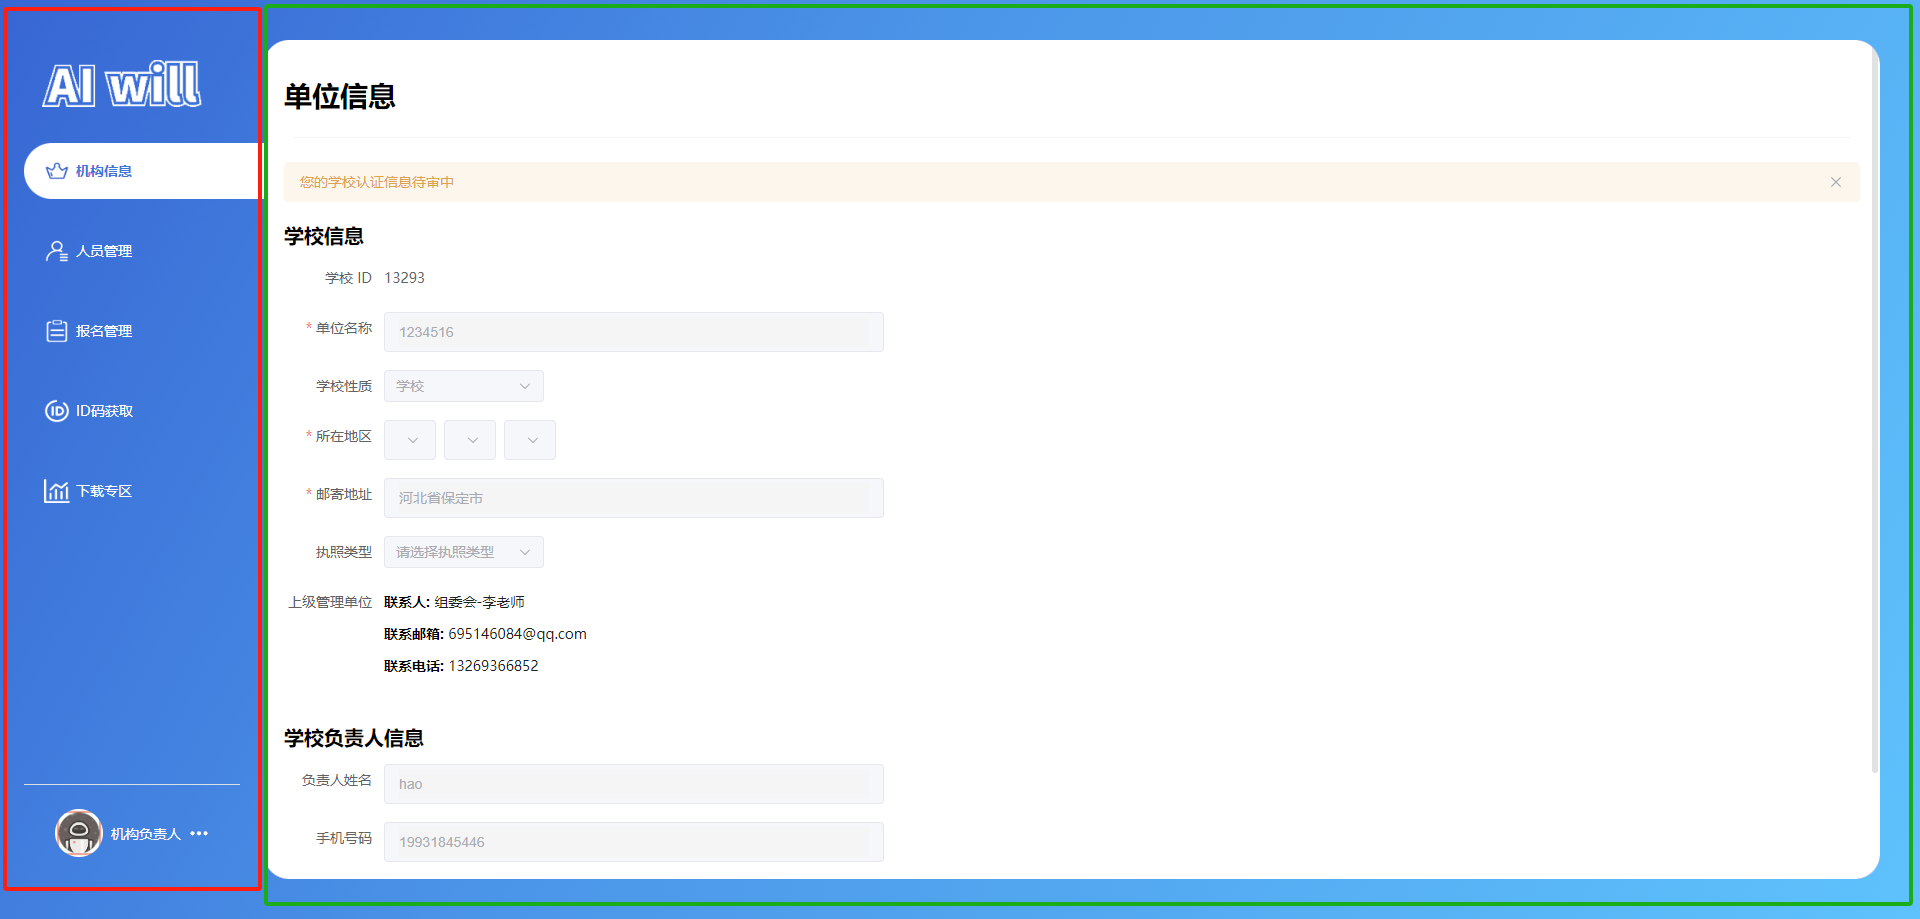 AI will
机构信息
人员管理
报名管理
ID码获取
下载专区
机构负责人 •••
单位信息
您的学校认证信息待审中
学校信息
学校 ID 13293
* 单位名称 1234516
学校性质 学校
* 所在地区
* 邮寄地址 河北省保定市
执照类型 请选择执照类型
上级管理单位 联系人: 组委会-李老师
联系邮箱: 695146084@qq.com
联系电话: 13269366852
学校负责人信息
负责人姓名 hao
手机号码 19931845446